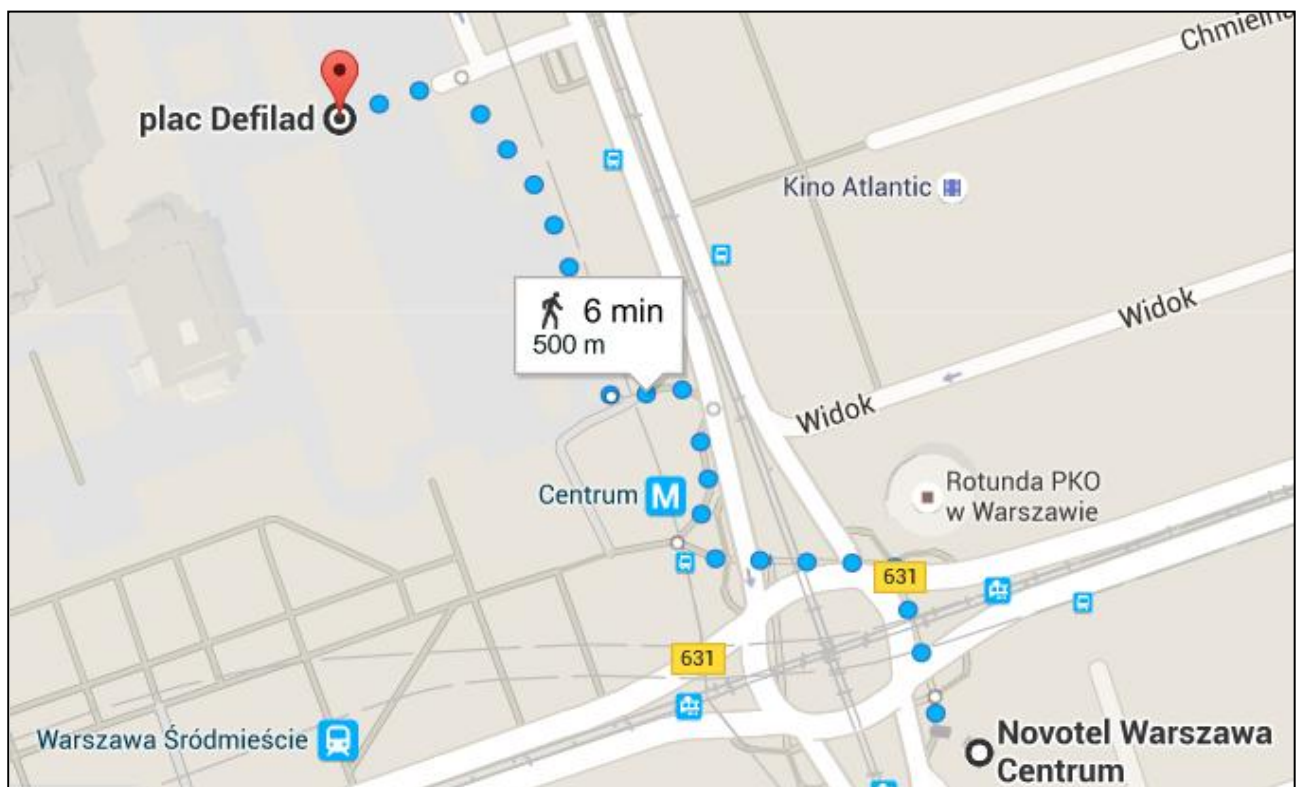 Chmielna
plac Defilad
Kino Atlantic
6 min
500 m
Widok
Widok
Centrum M
Rotunda PKO
w Warszawie
631
631
Warszawa Śródmieście
Novotel Warszawa
Centrum